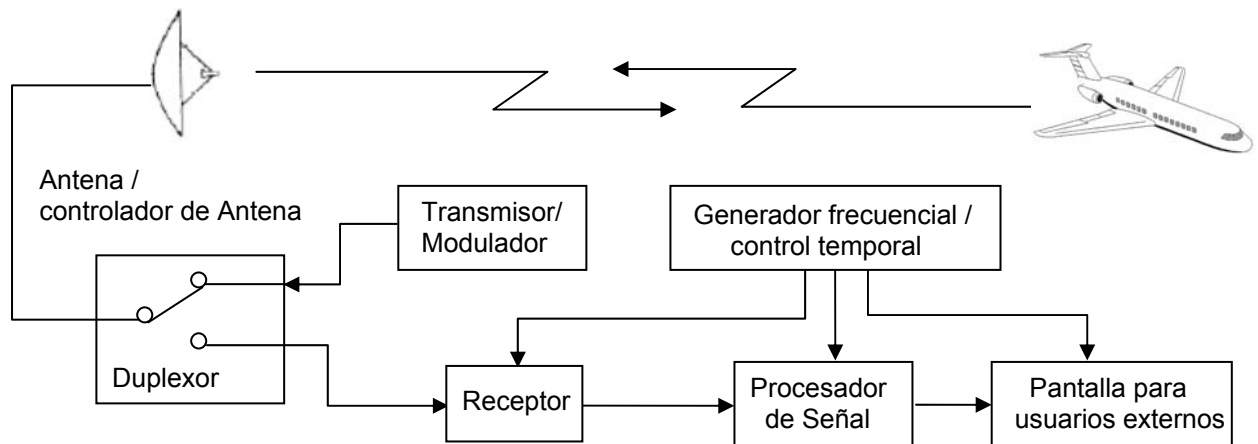 Antena /
controlador de Antena
Transmisor/
Modulador
Generador frecuencial /
control temporal
Duplexor
Receptor
Procesador
de Señal
Pantalla para
usuarios externos